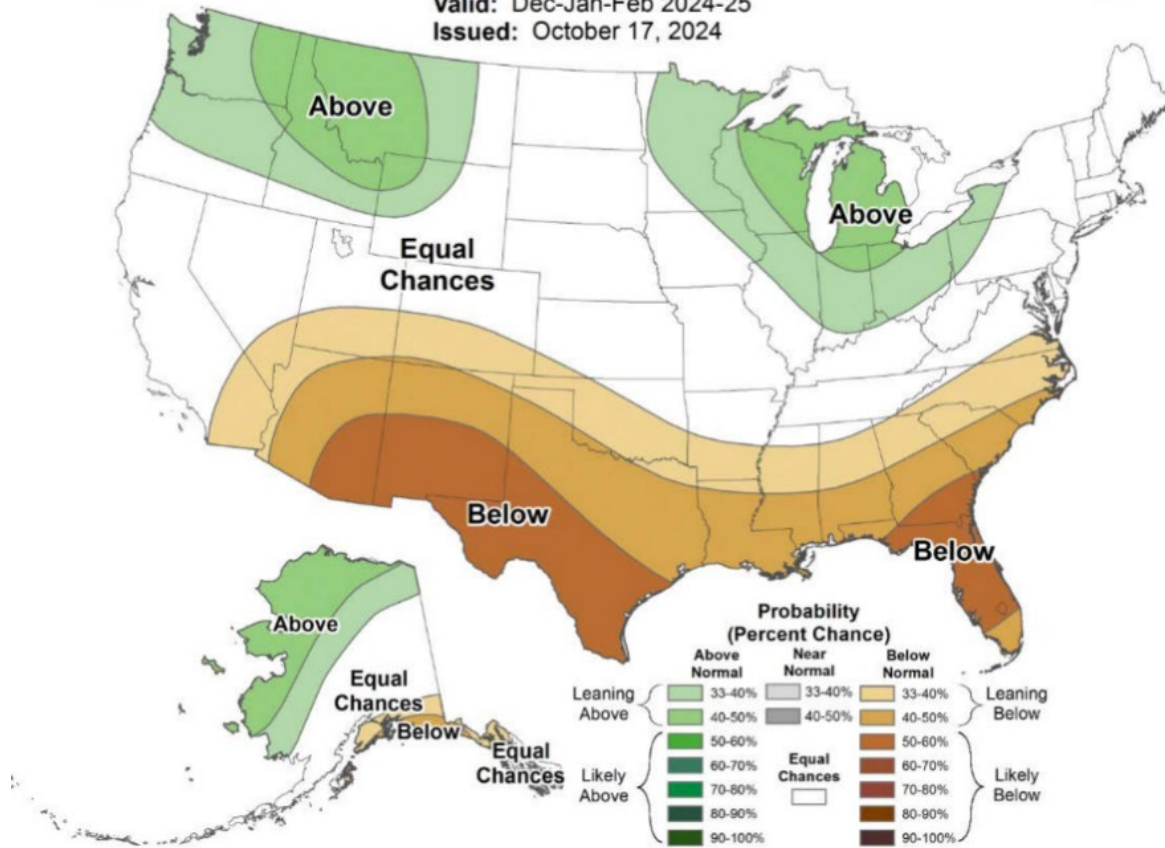 Valid: Dec-Jan-Feb 2024-25
Issued: October 17, 2024
Above
Above
Equal
Chances
Below
Below
Above
Equal
Chances
Below
Equal
Chances
Probability
(Percent Chance)
Above
Normal
Near
Normal
Below
Normal
Leaning
Above
33-40%
33-40%
33-40%
Leaning
Below
40-50%
40-50%
40-50%
Likely
Above
50-60%
60-70%
70-80%
80-90%
90-100%
Equal
Chances
50-60%
60-70%
70-80%
80-90%
90-100%
Likely
Below